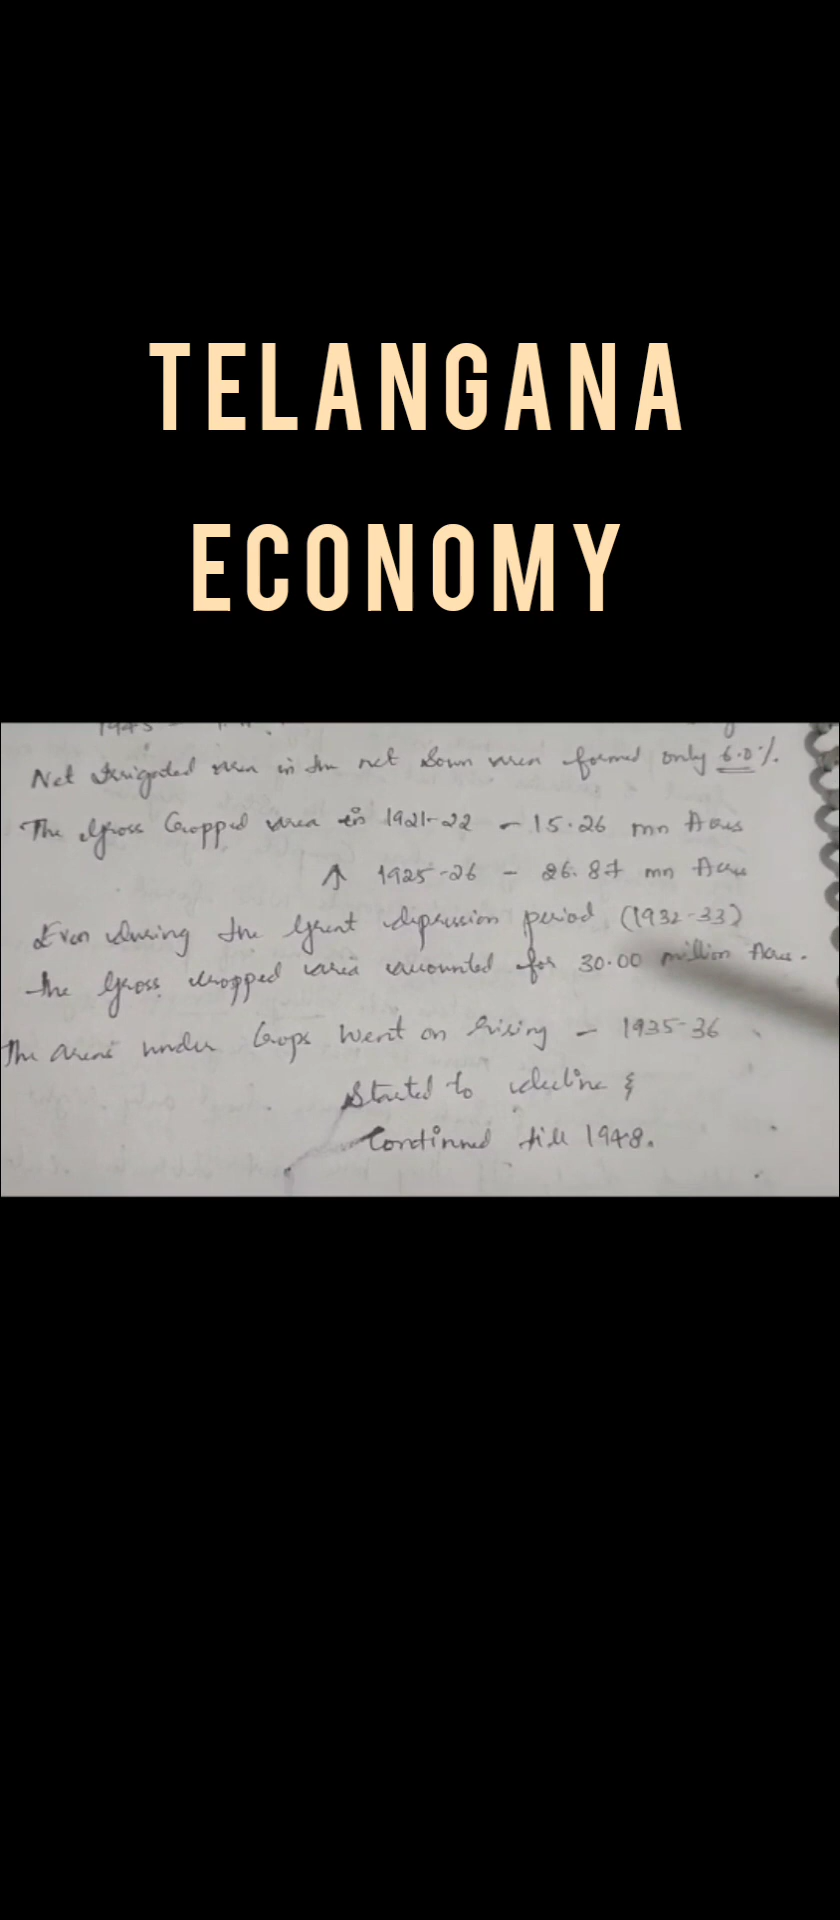 TELANGANA
ECONOMY
1945 -
Net Irrigated area in the net sown area formed only 6.0%.
The Gross Cropped area in 1921-22 - 15.26 mn Acres
↑ 1925-26 - 26.87 mn Acres
Even during the Great depression period (1932-33)
the Gross cropped area accounted for 30.00 million Acres.
The areas under Crops went on rising - 1935-36
Started to decline &
Continued till 1948.